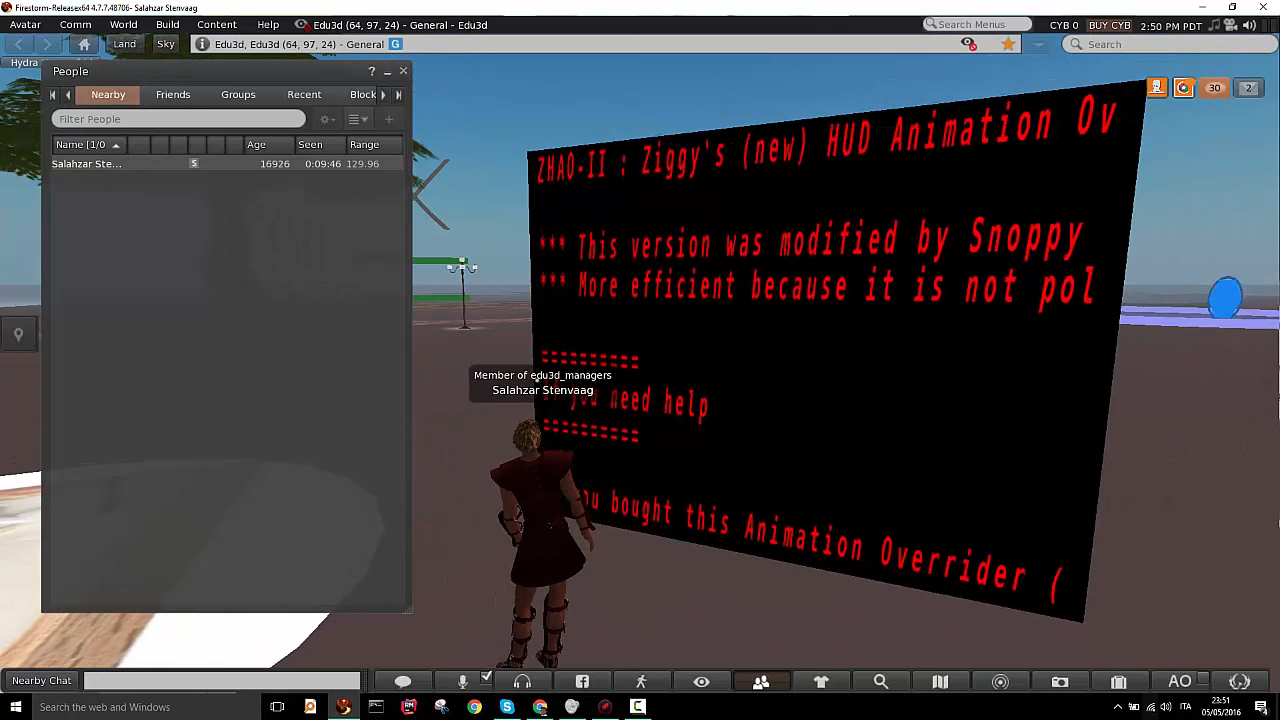 Firestorm-Releasex64 4.7.7.48706- Salahzar Stenvaag
Avatar Comm World Build Content Help Edu3d (64, 97, 24) - General - Edu3d Search Menus CYB 0 BUY CYB 2:50 PM PDT
Land Sky Edu3d, Edu3d (64, 97, 24) - General G Search
Hydra
People ?
Nearby Friends Groups Recent Block
Filter People
Name [1/0 Age Seen Range
Salahzar Ste... S 16926 0:09:46 129.96
30 2
ZHAO-II : Ziggy's (new) HUD Animation Ov
*** This version was modified by Snoppy
*** More efficient because it is not pol
==========
Member of edu3d_managers
Salahzar Stenvaag
you need help
==========
bought this Animation Overrider (
Nearby Chat AO
Search the web and Windows RM ITA 23:51
05/05/2016